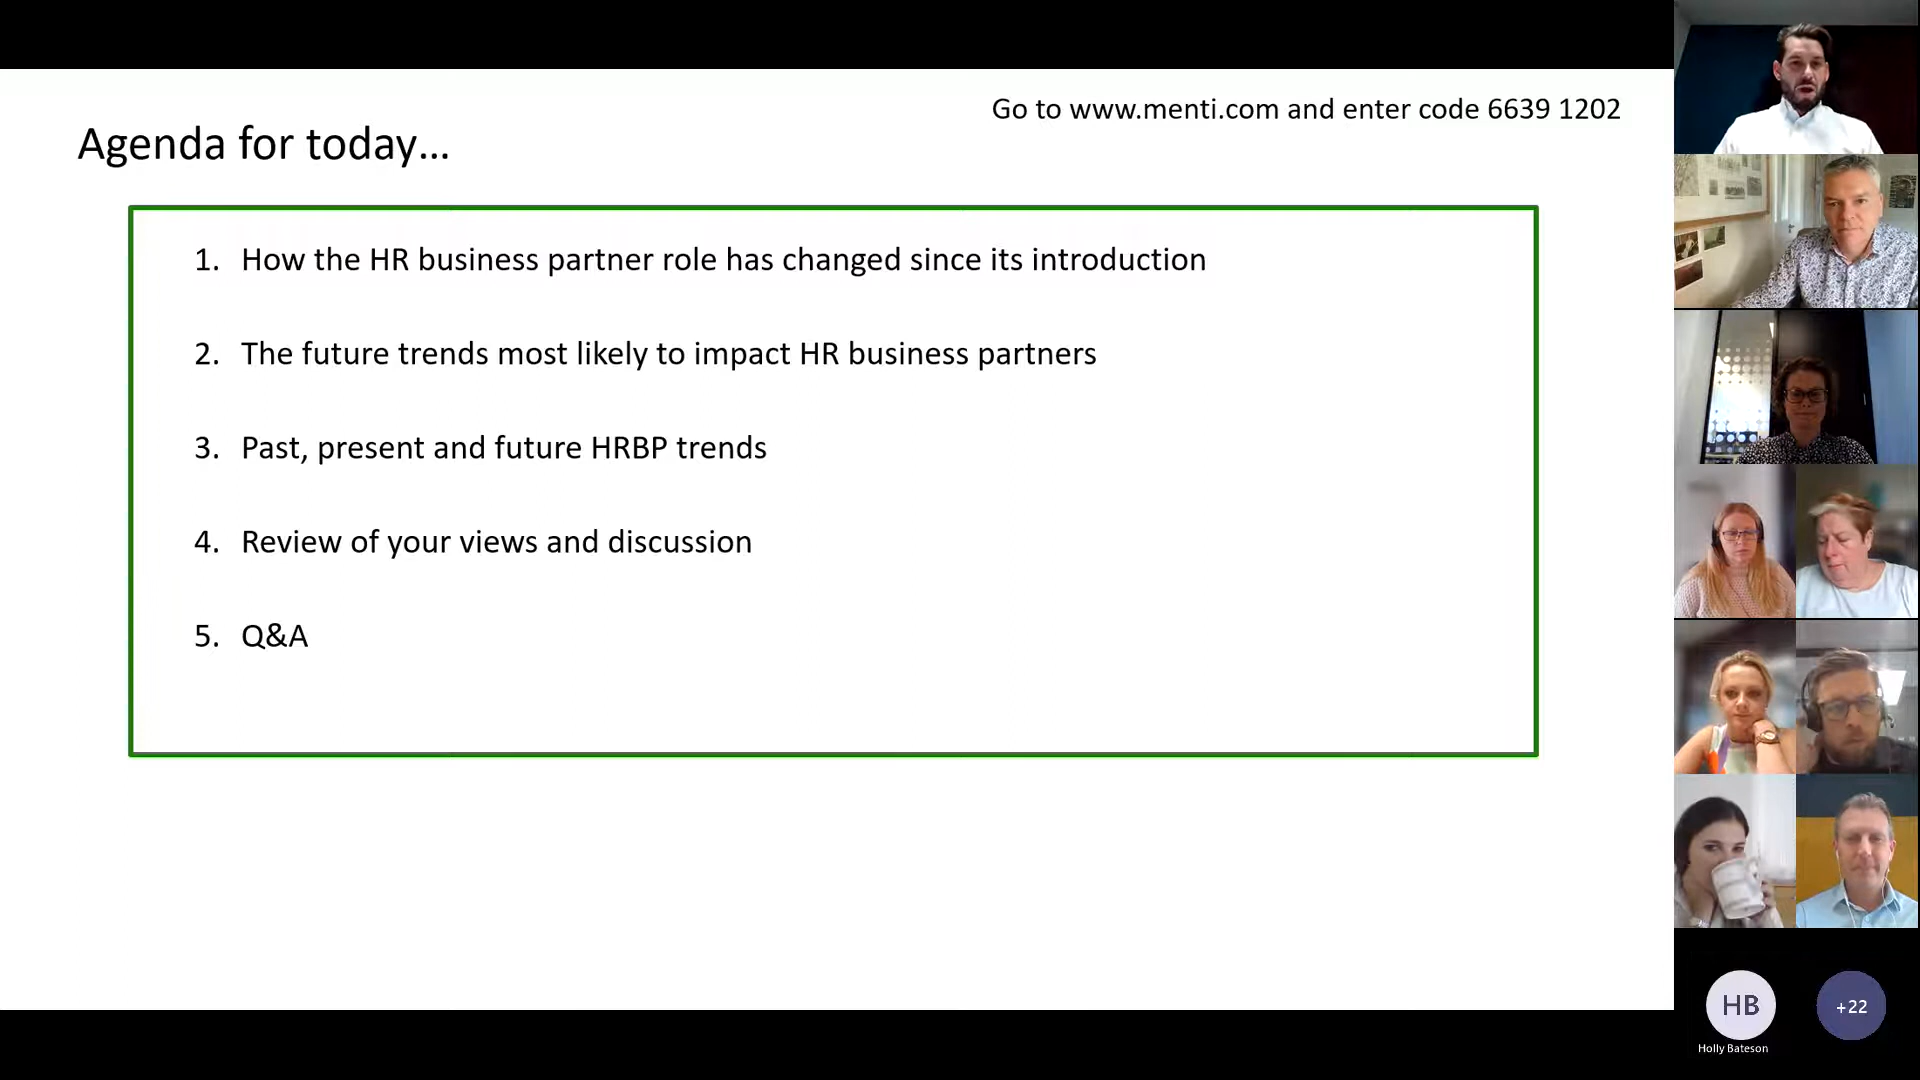 Go to www.menti.com and enter code 6639 1202
Agenda for today...
1. How the HR business partner role has changed since its introduction
2. The future trends most likely to impact HR business partners
3. Past, present and future HRBP trends
4. Review of your views and discussion
5. Q&A
HB
+22
Holly Bateson